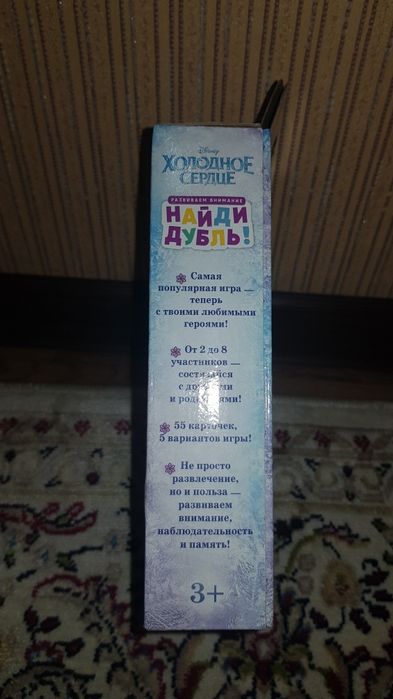 Disney
ХОЛОДНОЕ
СЕРДЦЕ
РАЗВИВАЕМ ВНИМАНИЕ
НАЙДИ
ДУБЛЬ!
Самая
популярная игра —
теперь
с твоими любимыми
героями!
От 2 до 8
участников —
состязайся
с друзьями
и родителями!
55 карточек,
5 вариантов игры!
Не просто
развлечение,
но и польза —
развиваем
внимание,
наблюдательность
и память!
3+